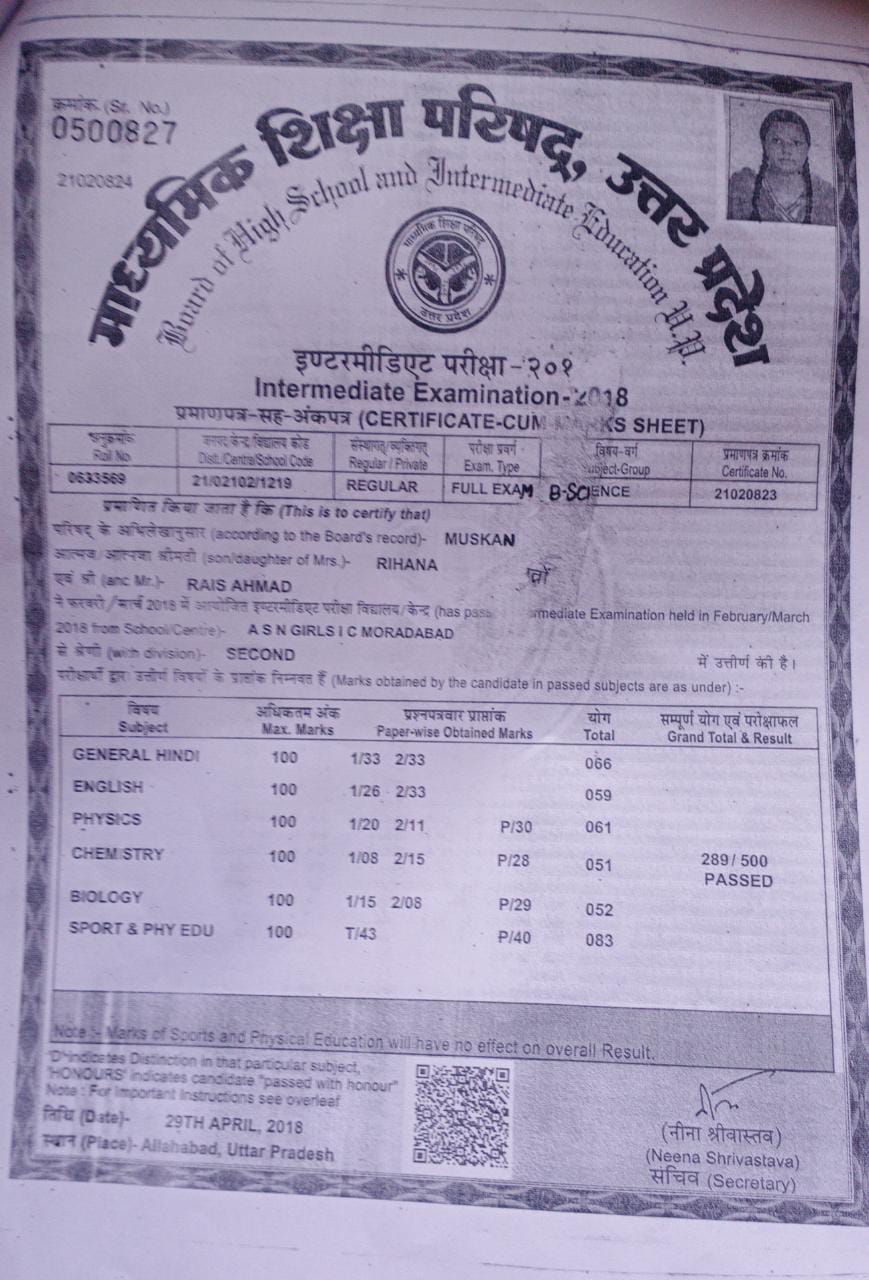 क्रमांक (Sr. No.)
0500827
21020824
माध्यमिक शिक्षा परिषद्, उत्तर प्रदेश
Board of High School and Intermediate Education U.P.
माध्यमिक शिक्षा परिषद्
उत्तर प्रदेश
इण्टरमीडिएट परीक्षा-२०१
Intermediate Examination-2018
प्रमाणपत्र-सह-अंकपत्र (CERTIFICATE-CUM KS SHEET)
अनुक्रमांक जनपद केन्द्र विद्यालय कोड संस्थागत/व्यक्तिगत् परीक्षा प्रवर्ग विषय-वर्ग प्रमाणपत्र क्रमांक
Roll No Dist./Centre/School Code Regular / Private Exam. Type Subject-Group Certificate No.
0633569 21/02102/1219 REGULAR FULL EXAM B-SCIENCE 21020823
प्रमाणित किया जाता है कि (This is to certify that)
परिषद् के अभिलेखानुसार (according to the Board's record)- MUSKAN
आत्मज/आत्मजा श्रीमती (son/daughter of Mrs.)- RIHANA
एवं श्री (and Mr.)- RAIS AHMAD
ने फरवरी/मार्च 2018 में आयोजित इण्टरमीडिएट परीक्षा विद्यालय/केन्द्र (has pass rmediate Examination held in February/March
2018 from School/Centre)- A S N GIRLS I C MORADABAD
से श्रेणी (with division)- SECOND में उत्तीर्ण की है।
परीक्षार्थी द्वारा उत्तीर्ण विषयों के प्राप्तांक निम्नवत हैं (Marks obtained by the candidate in passed subjects are as under) :-
विषय अधिकतम अंक प्रश्नपत्रवार प्राप्तांक योग सम्पूर्ण योग एवं परीक्षाफल
Subject Max. Marks Paper-wise Obtained Marks Total Grand Total & Result
GENERAL HINDI 100 1/33 2/33 066
ENGLISH 100 1/26 2/33 059
PHYSICS 100 1/20 2/11 P/30 061
CHEMISTRY 100 1/08 2/15 P/28 051 289/ 500
PASSED
BIOLOGY 100 1/15 2/08 P/29 052
SPORT & PHY EDU 100 T/43 P/40 083
Note :- Marks of Sports and Physical Education will have no effect on overall Result.
'D' indicates Distinction in that particular subject,
'HONOURS' indicates candidate "passed with honour"
Note : For Important Instructions see overleaf
तिथि (Date)- 29TH APRIL, 2018
स्थान (Place)- Allahabad, Uttar Pradesh
(नीना श्रीवास्तव)
(Neena Shrivastava)
सचिव (Secretary)